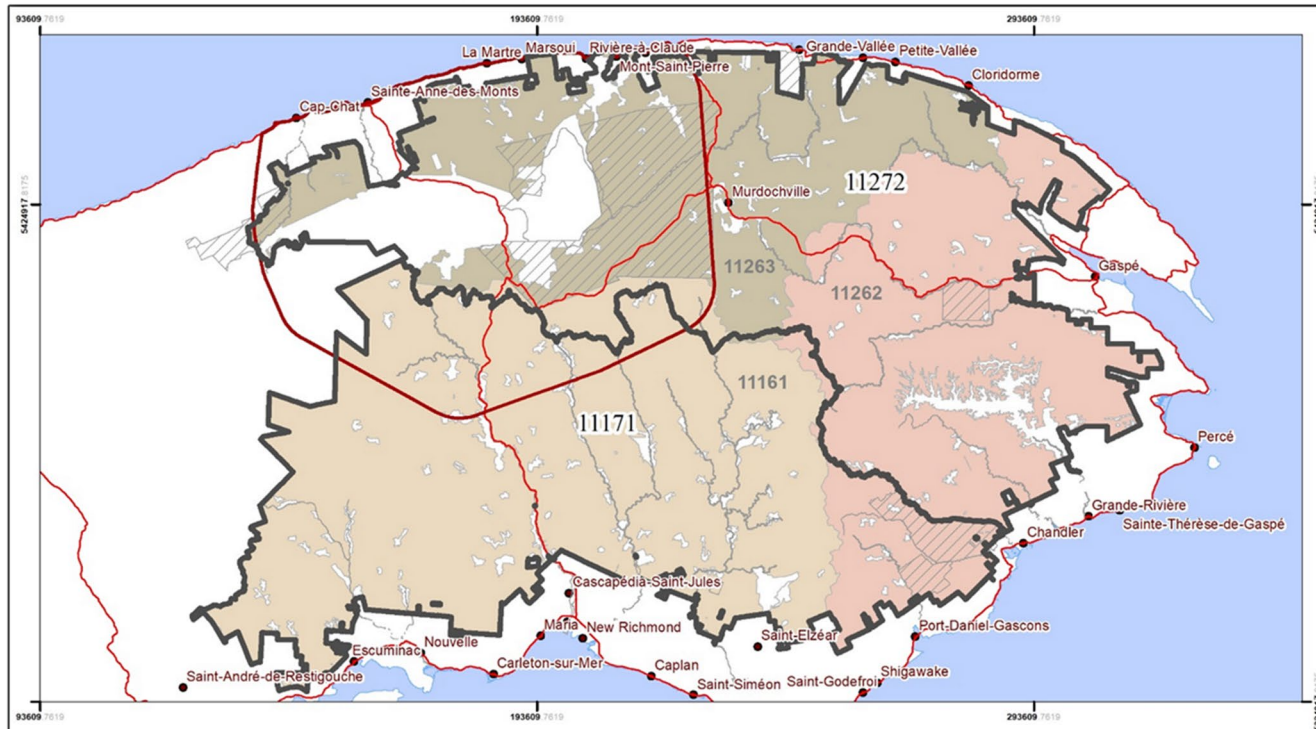 93609.7619
193609.7619
293609.7619
Grande-Vallée
Petite-Vallée
La Martre
Marsoui
Rivière-à-Claude
Mont-Saint-Pierre
Cloridorme
Sainte-Anne-des-Monts
Cap-Chat
5424917.8175
11272
Murdochville
11263
11262
Gaspé
11161
11171
Percé
Grande-Rivière
Sainte-Thérèse-de-Gaspé
Chandler
Cascapédia-Saint-Jules
Maria
New Richmond
Port-Daniel-Gascons
Saint-Elzéar
Nouvelle
Escuminac
Carleton-sur-Mer
Caplan
Shigawake
Saint-Godefroi
Saint-André-de-Restigouche
Saint-Siméon
93609.7619
193609.7619
293609.7619